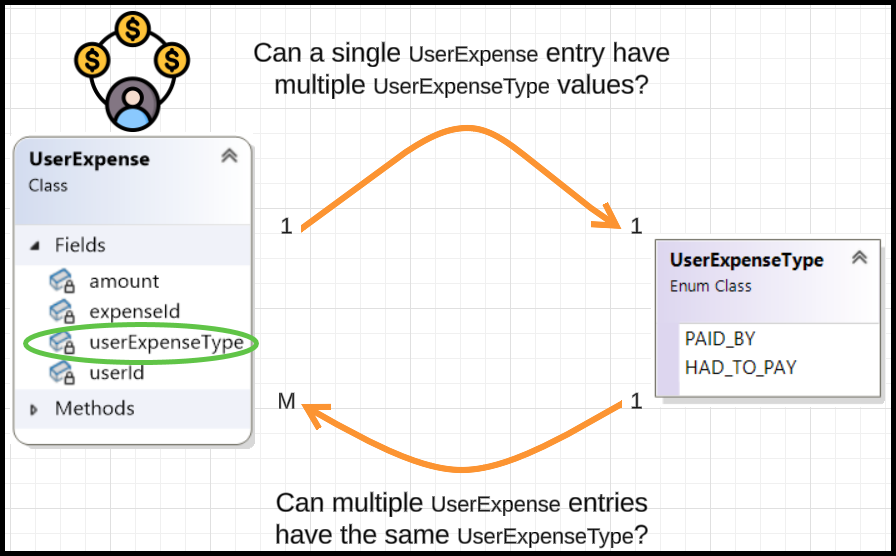 $
$
$
Can a single UserExpense entry have
multiple UserExpenseType values?
UserExpense
Class
Fields
amount
expenseId
userExpenseType
userId
Methods
1
1
UserExpenseType
Enum Class
PAID_BY
HAD_TO_PAY
M
1
Can multiple UserExpense entries
have the same UserExpenseType?